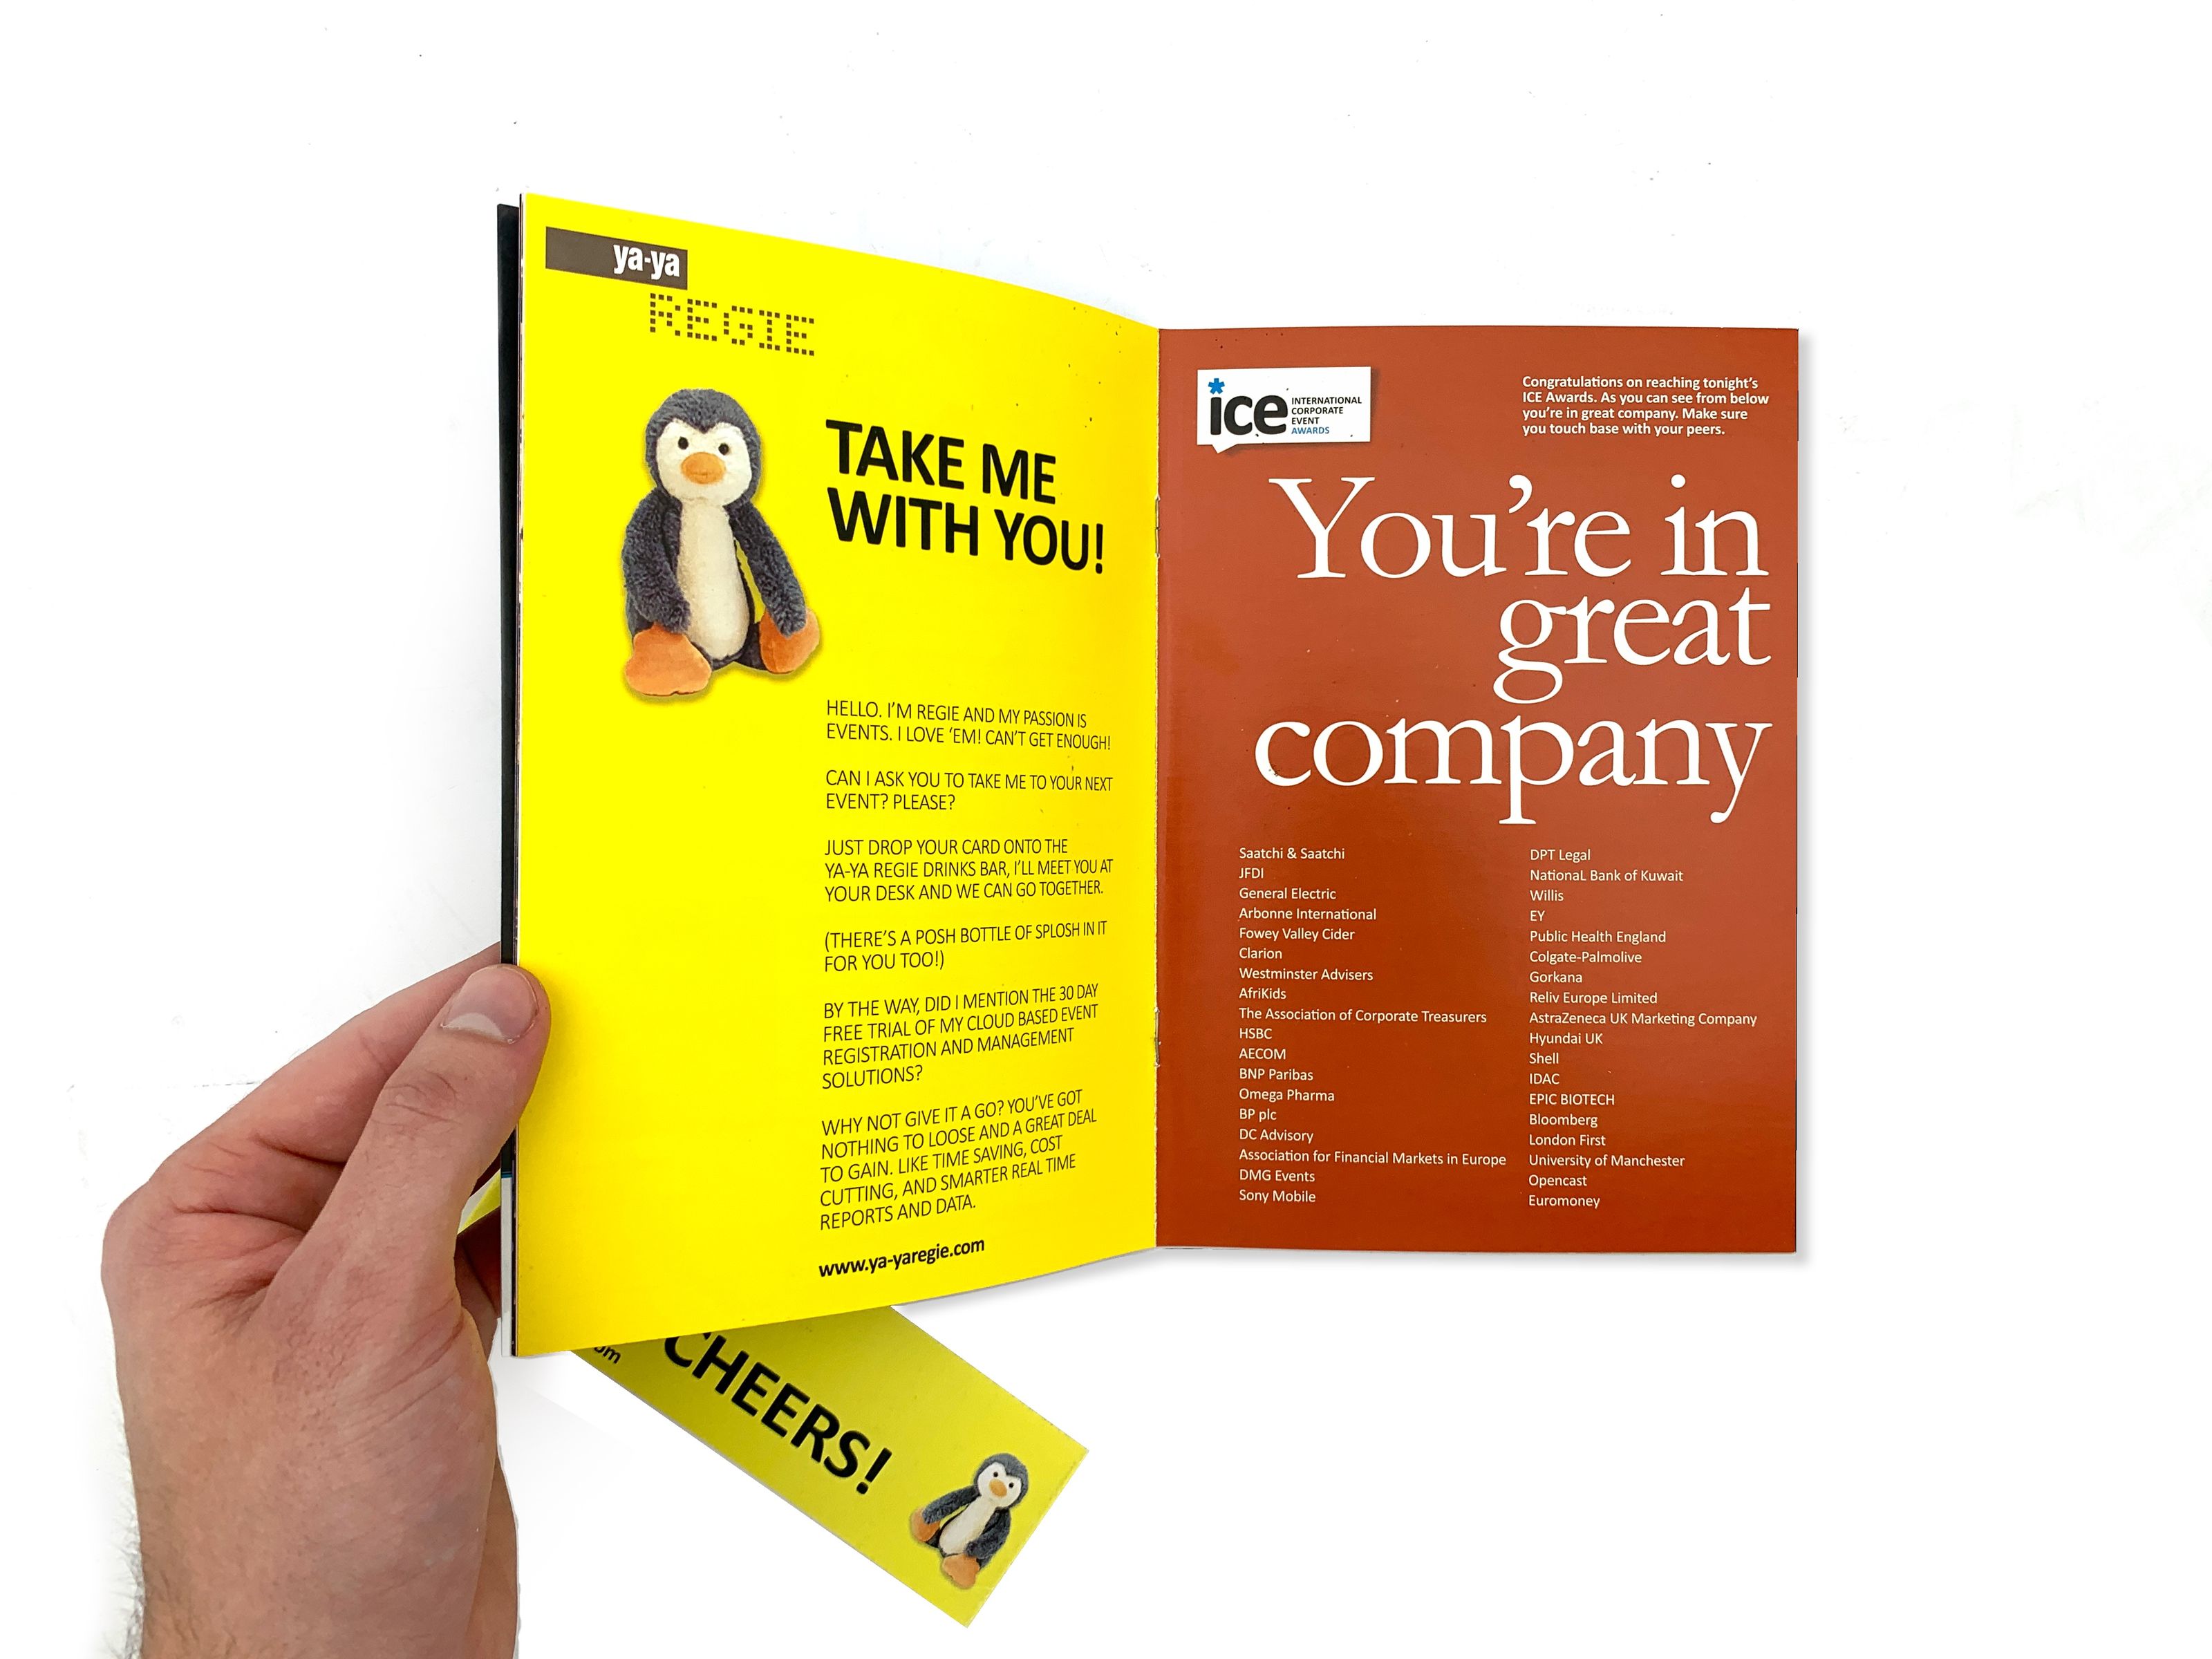 ya-ya
REGIE
TAKE ME
WITH YOU!
HELLO. I'M REGIE AND MY PASSION IS
EVENTS. I LOVE 'EM! CAN'T GET ENOUGH!
CAN I ASK YOU TO TAKE ME TO YOUR NEXT
EVENT? PLEASE?
JUST DROP YOUR CARD ONTO THE
YA-YA REGIE DRINKS BAR, I'LL MEET YOU AT
YOUR DESK AND WE CAN GO TOGETHER.
(THERE'S A POSH BOTTLE OF SPLOSH IN IT
FOR YOU TOO!)
BY THE WAY, DID I MENTION THE 30 DAY
FREE TRIAL OF MY CLOUD BASED EVENT
REGISTRATION AND MANAGEMENT
SOLUTIONS?
WHY NOT GIVE IT A GO? YOU'VE GOT
NOTHING TO LOOSE AND A GREAT DEAL
TO GAIN. LIKE TIME SAVING, COST
CUTTING, AND SMARTER REAL TIME
REPORTS AND DATA.
www.ya-yaregie.com
CHEERS!
ice
INTERNATIONAL
CORPORATE
EVENT
AWARDS
Congratulations on reaching tonight's
ICE Awards. As you can see from below
you're in great company. Make sure
you touch base with your peers.
You're in
great
company
Saatchi & Saatchi
JFDI
General Electric
Arbonne International
Fowey Valley Cider
Clarion
Westminster Advisers
AfriKids
The Association of Corporate Treasurers
HSBC
AECOM
BNP Paribas
Omega Pharma
BP plc
DC Advisory
Association for Financial Markets in Europe
DMG Events
Sony Mobile
DPT Legal
NationaL Bank of Kuwait
Willis
EY
Public Health England
Colgate-Palmolive
Gorkana
Reliv Europe Limited
AstraZeneca UK Marketing Company
Hyundai UK
Shell
IDAC
EPIC BIOTECH
Bloomberg
London First
University of Manchester
Opencast
Euromoney